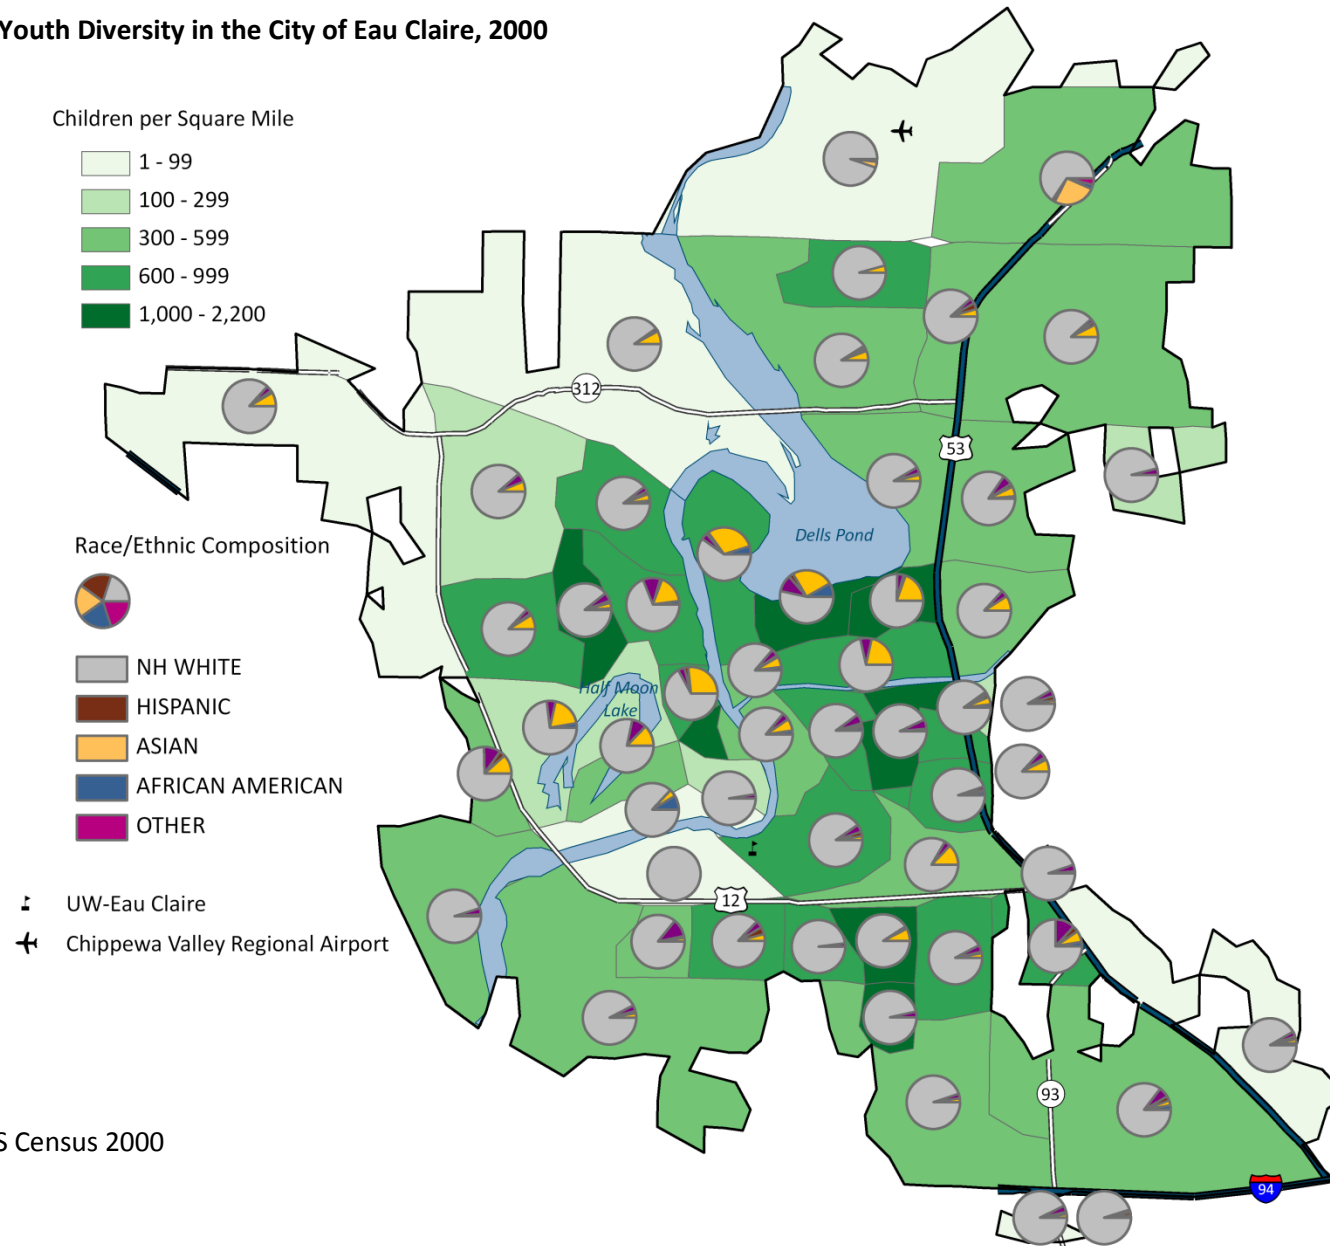 Youth Diversity in the City of Eau Claire, 2000
Children per Square Mile
1 - 99
100 - 299
300 - 599
600 - 999
1,000 - 2,200
312
53
Dells Pond
Race/Ethnic Composition
NH WHITE
HISPANIC
ASIAN
AFRICAN AMERICAN
OTHER
Half Moon
Lake
UW-Eau Claire
Chippewa Valley Regional Airport
12
93
94
S Census 2000